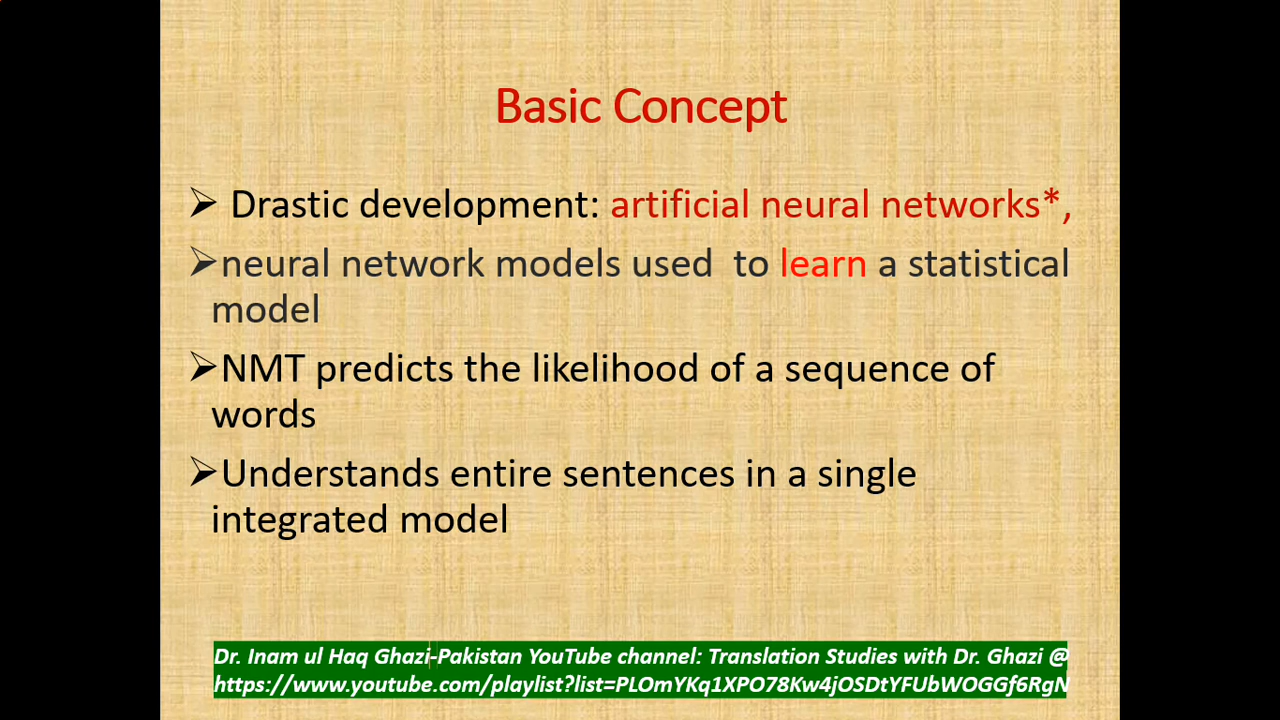 Basic Concept
➢ Drastic development: artificial neural networks*,
➢neural network models used  to learn a statistical
model
➢NMT predicts the likelihood of a sequence of
words
➢Understands entire sentences in a single
integrated model
Dr. Inam ul Haq Ghazi-Pakistan YouTube channel: Translation Studies with Dr. Ghazi @
https://www.youtube.com/playlist?list=PLOmYKq1XPO78Kw4jOSDtYFUbWOGGf6RgN